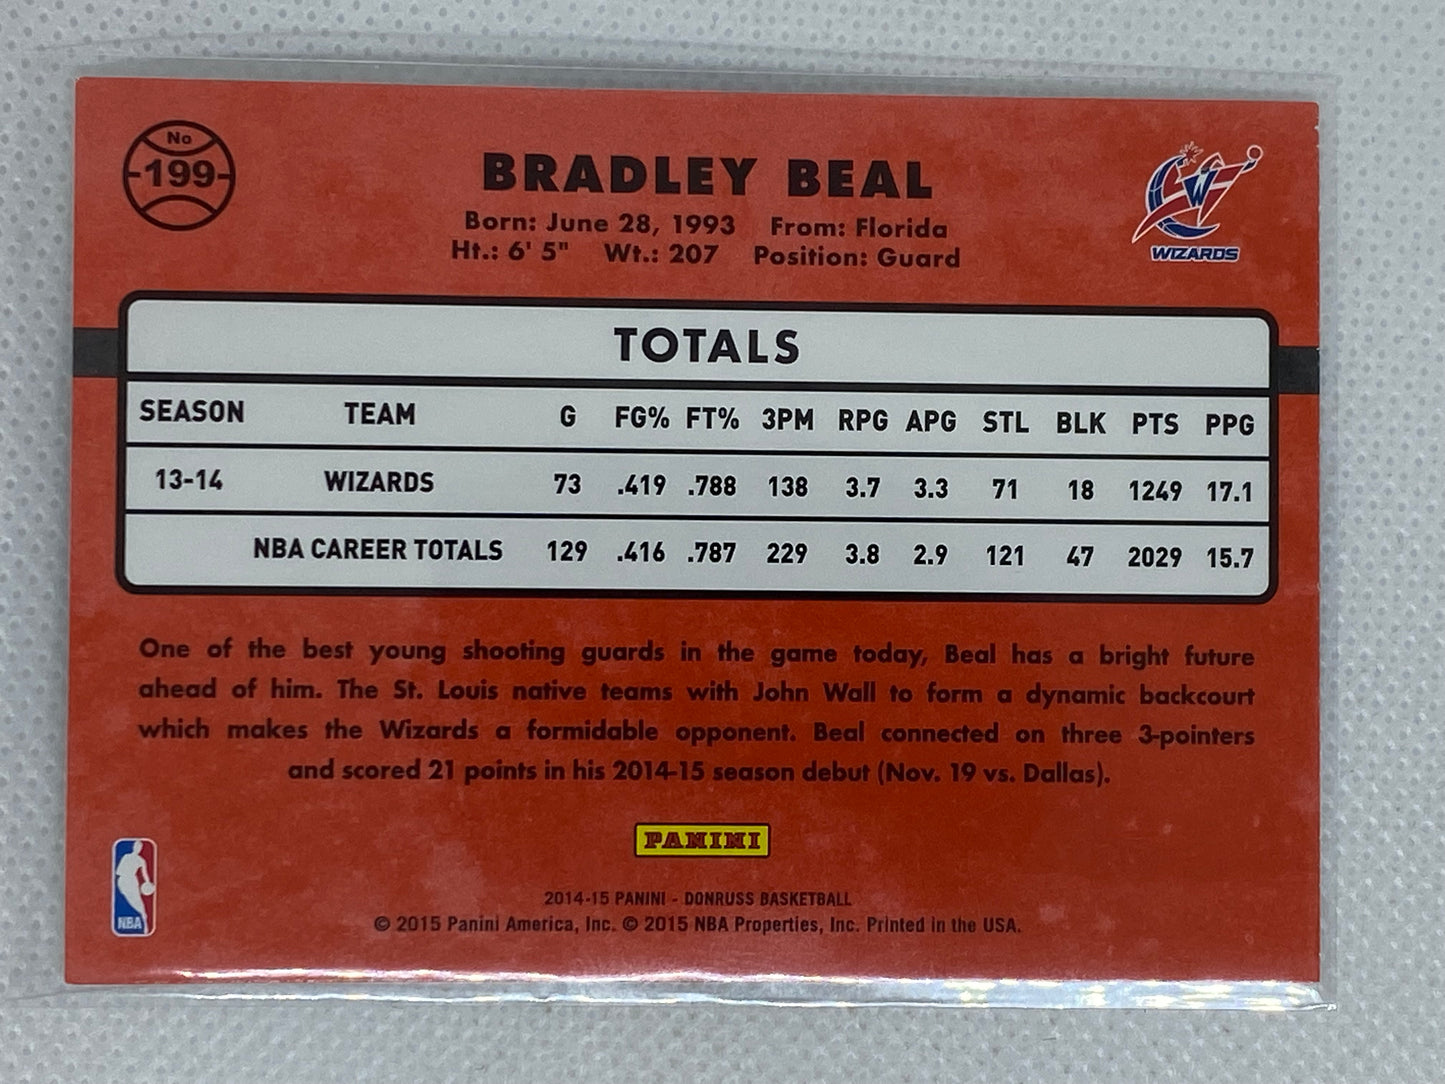 No
199
BRADLEY BEAL
Born: June 28, 1993 From: Florida
Ht.: 6' 5" Wt.: 207 Position: Guard
W
WIZARDS
TOTALS
SEASON TEAM G FG% FT% 3PM RPG APG STL BLK PTS PPG
13-14 WIZARDS 73 .419 .788 138 3.7 3.3 71 18 1249 17.1
NBA CAREER TOTALS 129 .416 .787 229 3.8 2.9 121 47 2029 15.7
One of the best young shooting guards in the game today, Beal has a bright future
ahead of him. The St. Louis native teams with John Wall to form a dynamic backcourt
which makes the Wizards a formidable opponent. Beal connected on three 3-pointers
and scored 21 points in his 2014-15 season debut (Nov. 19 vs. Dallas).
PANINI
NBA
2014-15 PANINI - DONRUSS BASKETBALL
© 2015 Panini America, Inc. © 2015 NBA Properties, Inc. Printed in the USA.